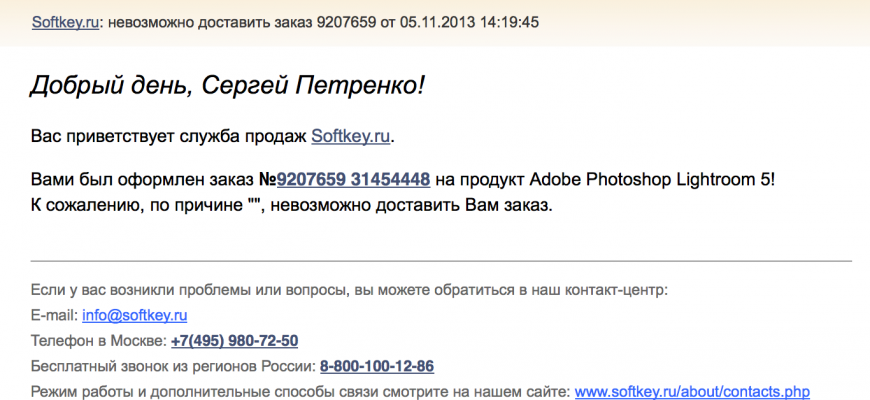 Softkey.ru: невозможно доставить заказ 9207659 от 05.11.2013 14:19:45
Добрый день, Сергей Петренко!
Вас приветствует служба продаж Softkey.ru.
Вами был оформлен заказ №9207659 31454448 на продукт Adobe Photoshop Lightroom 5!
К сожалению, по причине "", невозможно доставить Вам заказ.
Если у вас возникли проблемы или вопросы, вы можете обратиться в наш контакт-центр:
E-mail: info@softkey.ru
Телефон в Москве: +7(495) 980-72-50
Бесплатный звонок из регионов России: 8-800-100-12-86
Режим работы и дополнительные способы связи смотрите на нашем сайте: www.softkey.ru/about/contacts.php